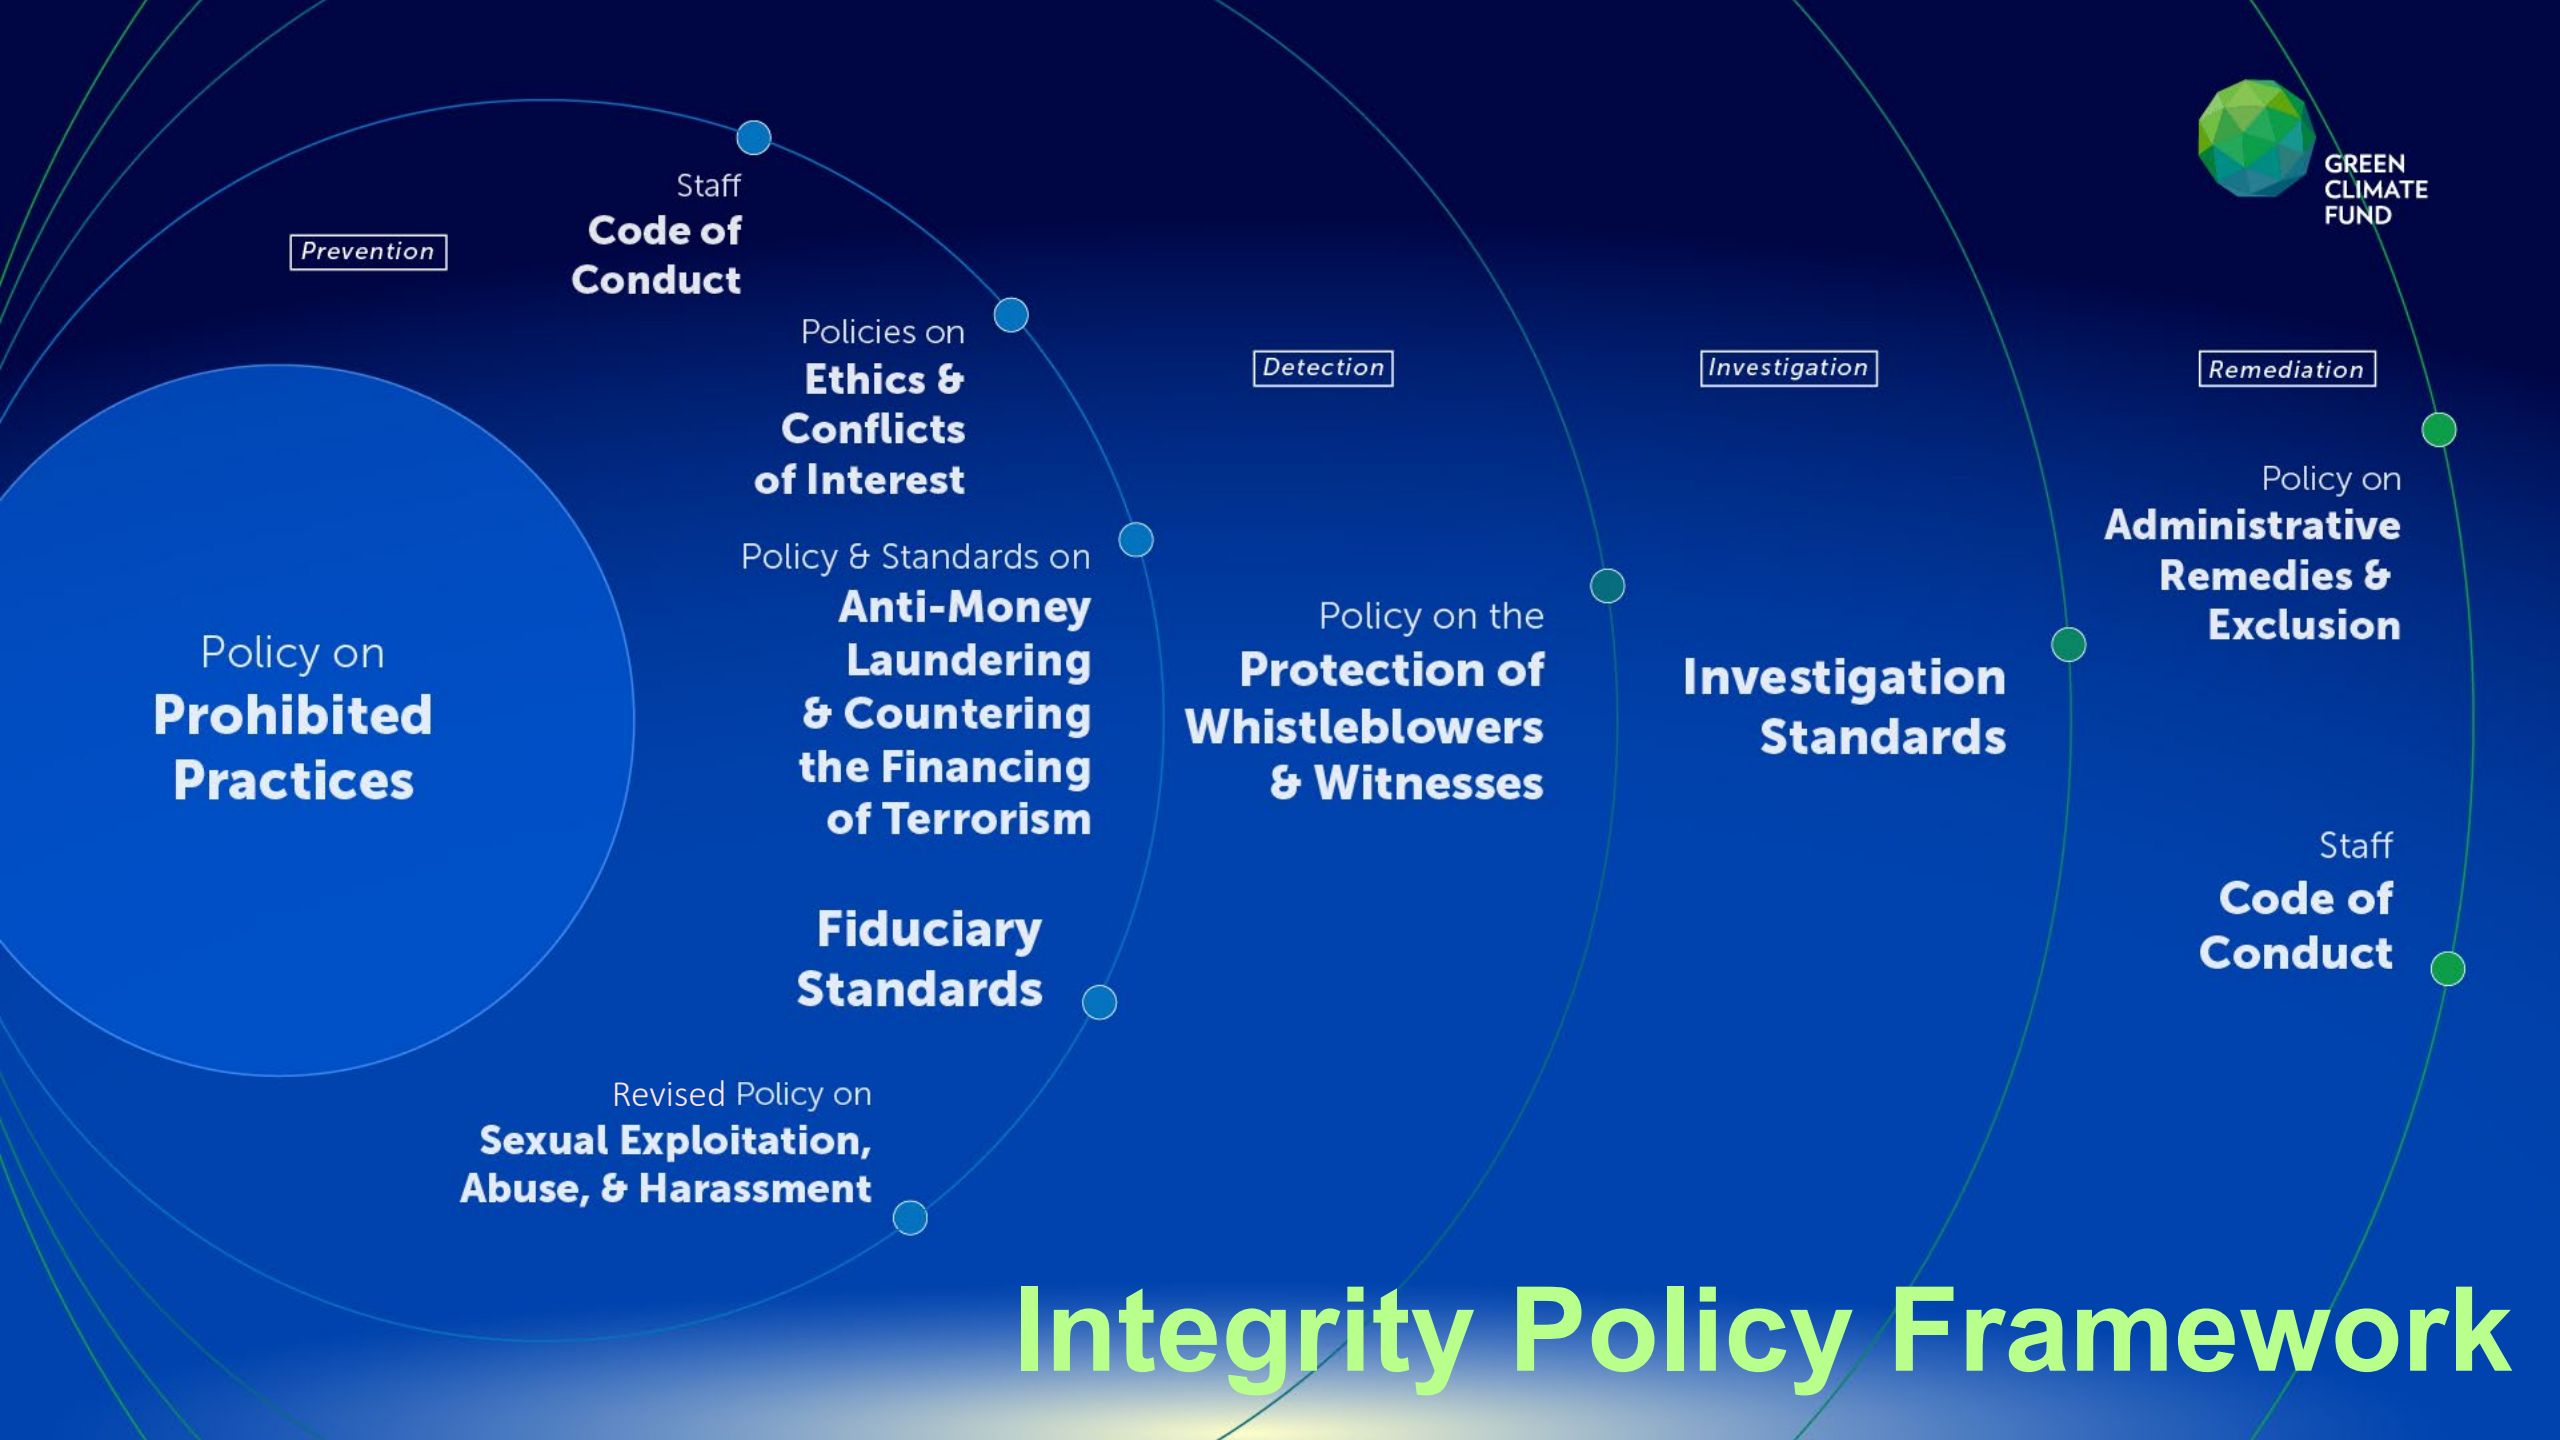 GREEN
CLIMATE
FUND
Policy on
Prohibited
Practices
Prevention
Staff
Code of
Conduct
Policies on
Ethics &
Conflicts
of Interest
Policy & Standards on
Anti-Money
Laundering
& Countering
the Financing
of Terrorism
Fiduciary
Standards
Revised Policy on
Sexual Exploitation,
Abuse, & Harassment
Detection
Policy on the
Protection of
Whistleblowers
& Witnesses
Investigation
Investigation
Standards
Remediation
Policy on
Administrative
Remedies &
Exclusion
Staff
Code of
Conduct
Integrity Policy Framework